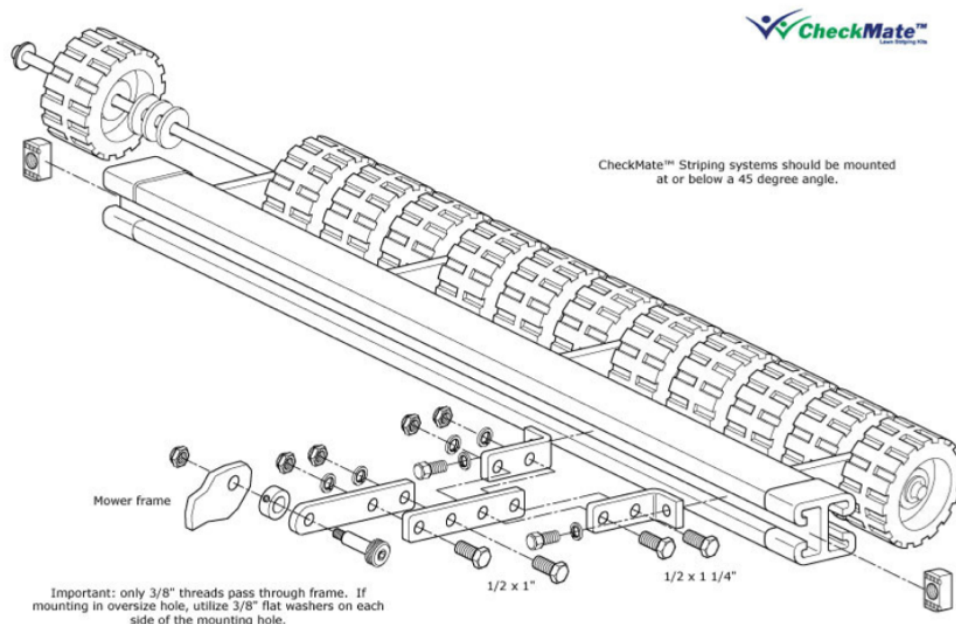 CheckMate™
Lawn Striping Kits
CheckMate™ Striping systems should be mounted
at or below a 45 degree angle.
Mower frame
1/2 x 1"
1/2 x 1 1/4"
Important: only 3/8" threads pass through frame. If
mounting in oversize hole, utilize 3/8" flat washers on each
side of the mounting hole.